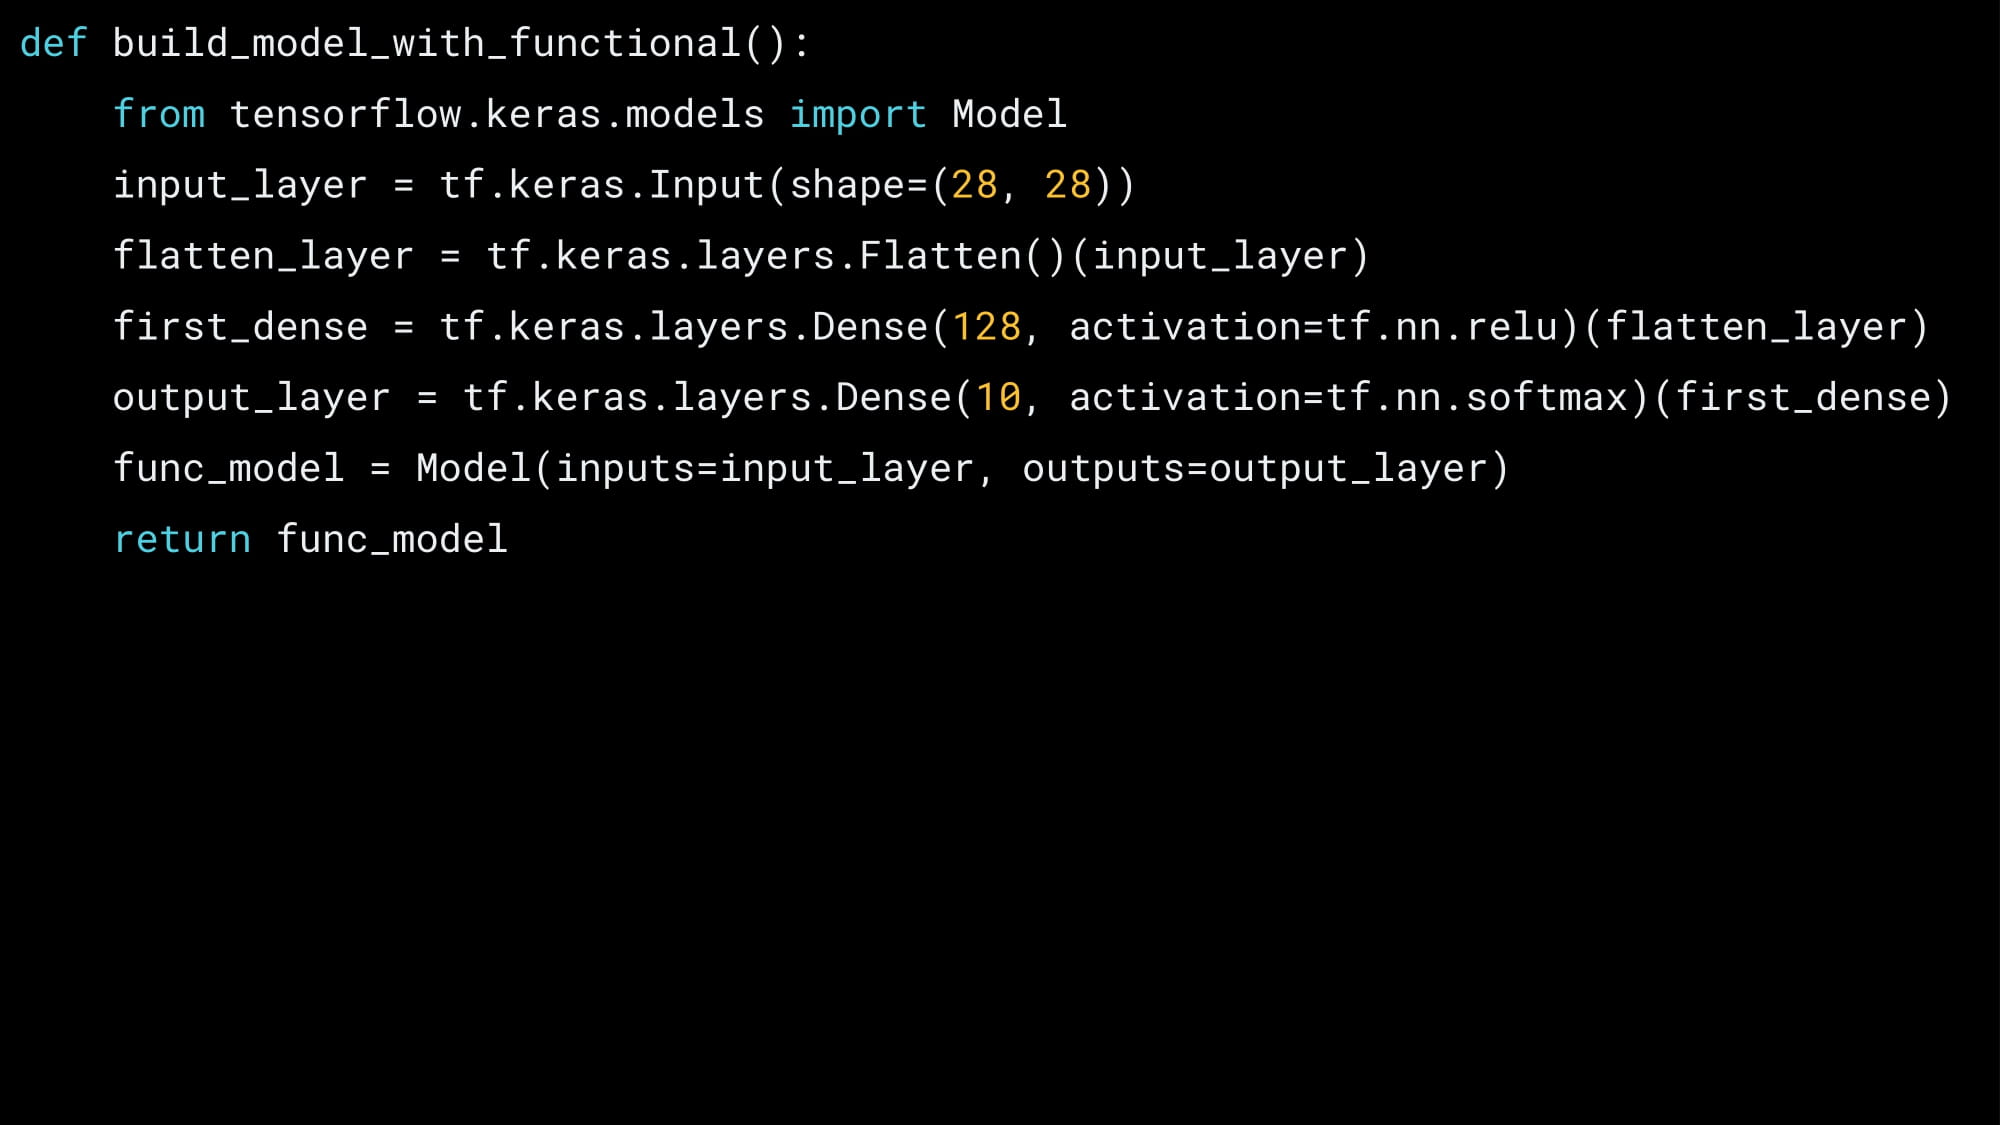 def build_model_with_functional():
    from tensorflow.keras.models import Model
    input_layer = tf.keras.Input(shape=(28, 28))
    flatten_layer = tf.keras.layers.Flatten()(input_layer)
    first_dense = tf.keras.layers.Dense(128, activation=tf.nn.relu)(flatten_layer)
    output_layer = tf.keras.layers.Dense(10, activation=tf.nn.softmax)(first_dense)
    func_model = Model(inputs=input_layer, outputs=output_layer)
    return func_model